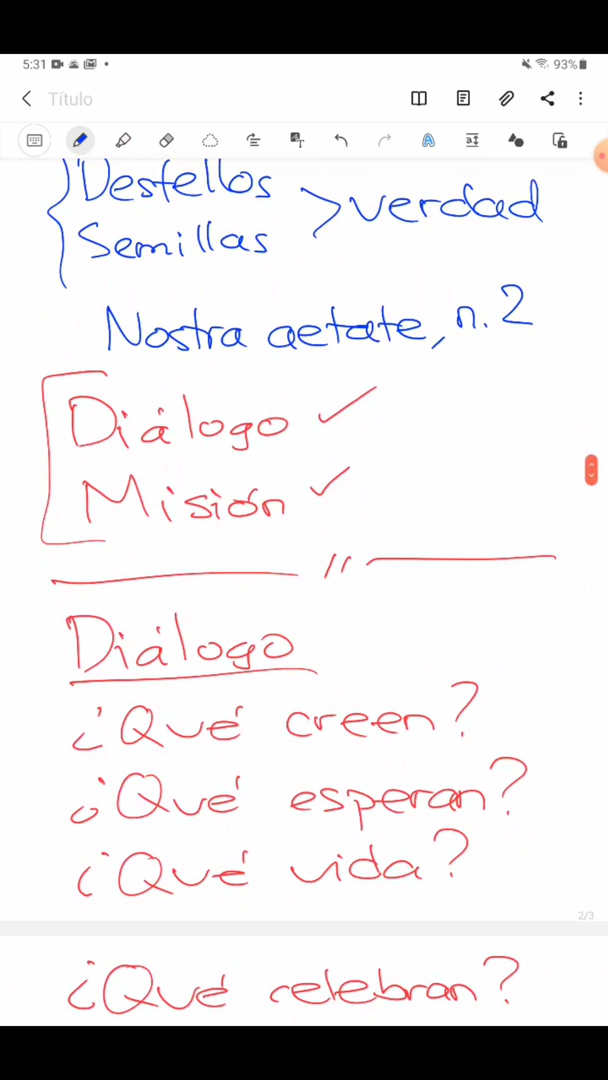 5:31 93%
Título
Destellos
Semillas > verdad
Nostra aetate, n. 2
Diálogo ✓
Misión ✓
//
Diálogo
¿Qué creen?
¿Qué esperan?
¿Qué vida?
2/3
¿Qué celebran?